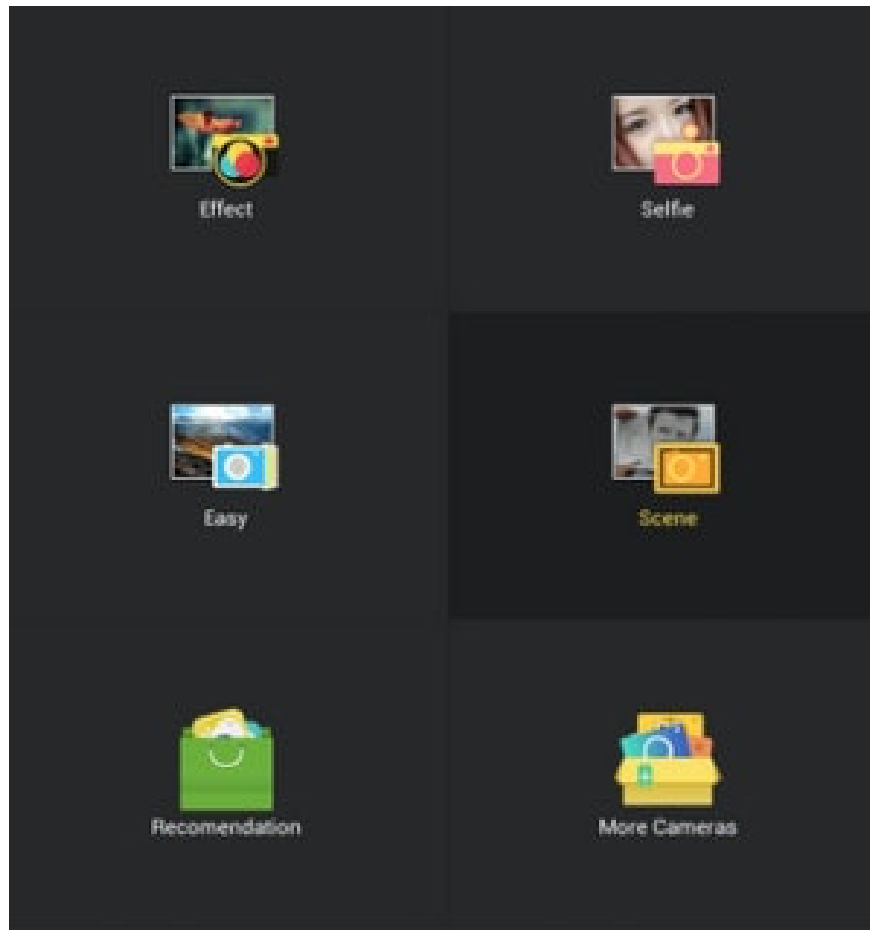 Effect
Selfie
Easy
Scene
Recomendation
More Cameras